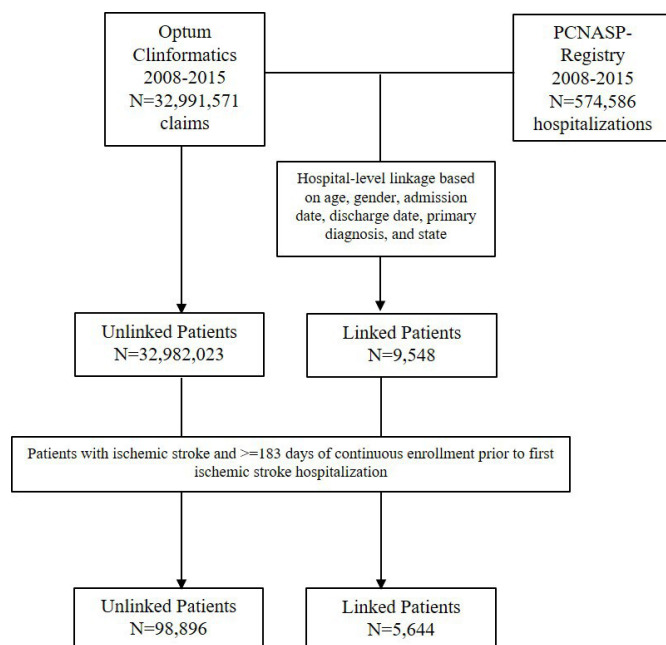 Optum
Clinformatics
2008-2015
N=32,991,571
claims
PCNASP-
Registry
2008-2015
N=574,586
hospitalizations
Hospital-level linkage based
on age, gender, admission
date, discharge date, primary
diagnosis, and state
Unlinked Patients
N=32,982,023
Linked Patients
N=9,548
Patients with ischemic stroke and >=183 days of continuous enrollment prior to first
ischemic stroke hospitalization
Unlinked Patients
N=98,896
Linked Patients
N=5,644